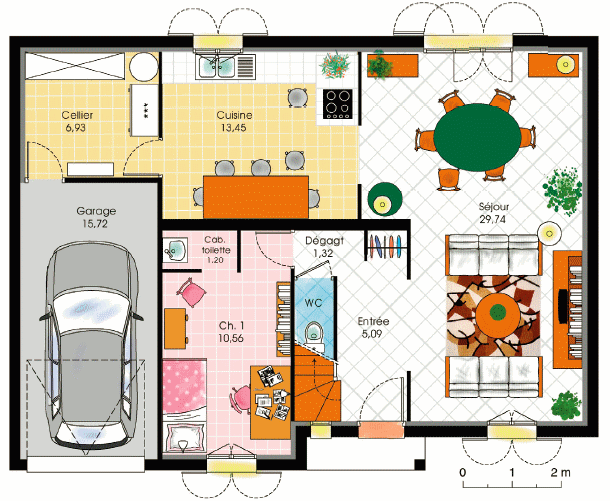 Cellier
6,93
***
Cuisine
13,45
Séjour
29,74
Garage
15,72
Cab.
toilette
1.20
Dégagt
1,32
WC
Ch. 1
10,56
Entrée
5,09
0 1 2 m